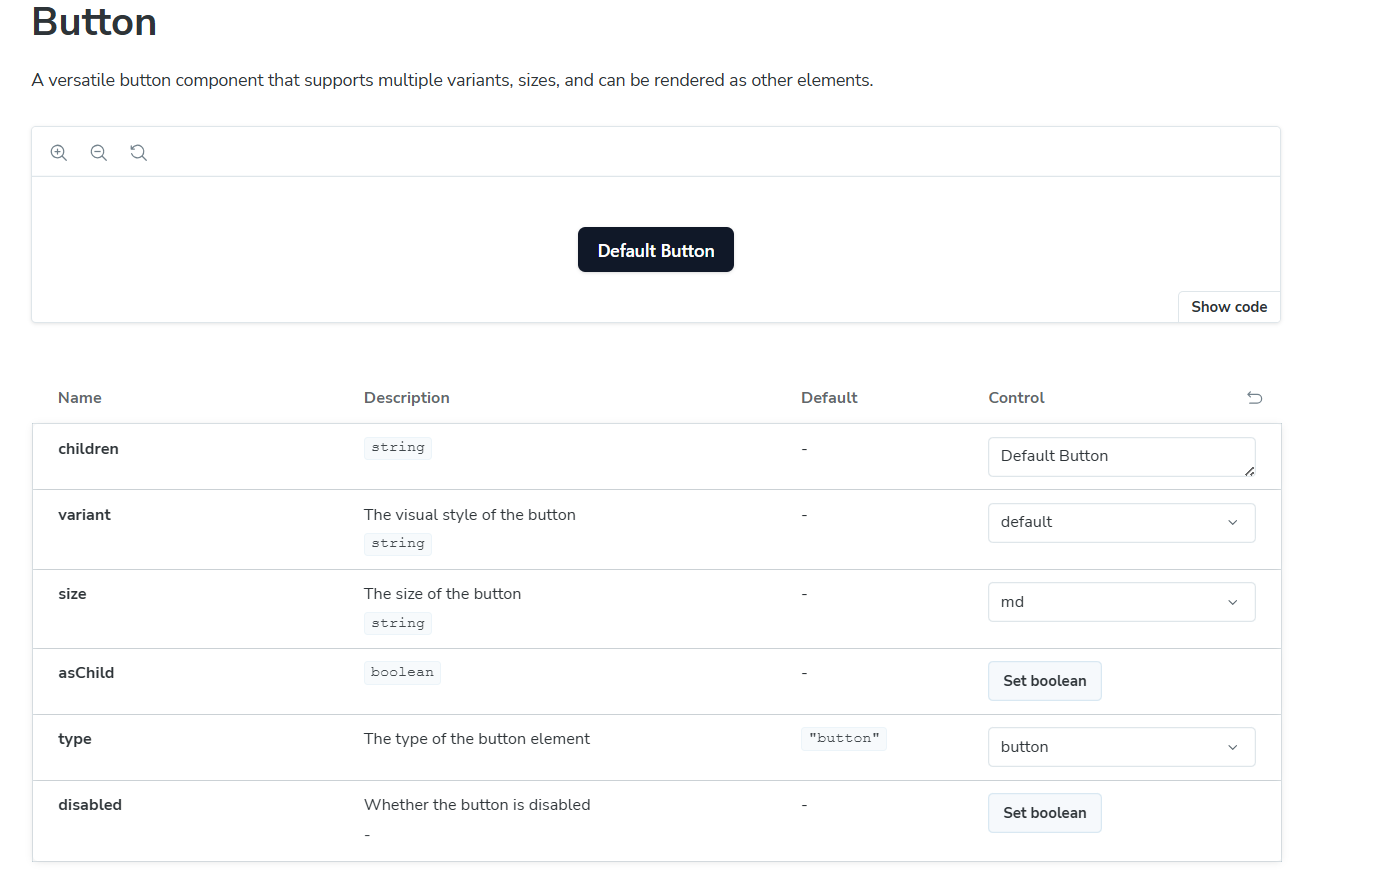 Button
A versatile button component that supports multiple variants, sizes, and can be rendered as other elements.
Default Button
Show code
Name Description Default Control
children string - Default Button
variant The visual style of the button - default
string
size The size of the button - md
string
asChild boolean - Set boolean
type The type of the button element "button" button
disabled Whether the button is disabled - Set boolean
-